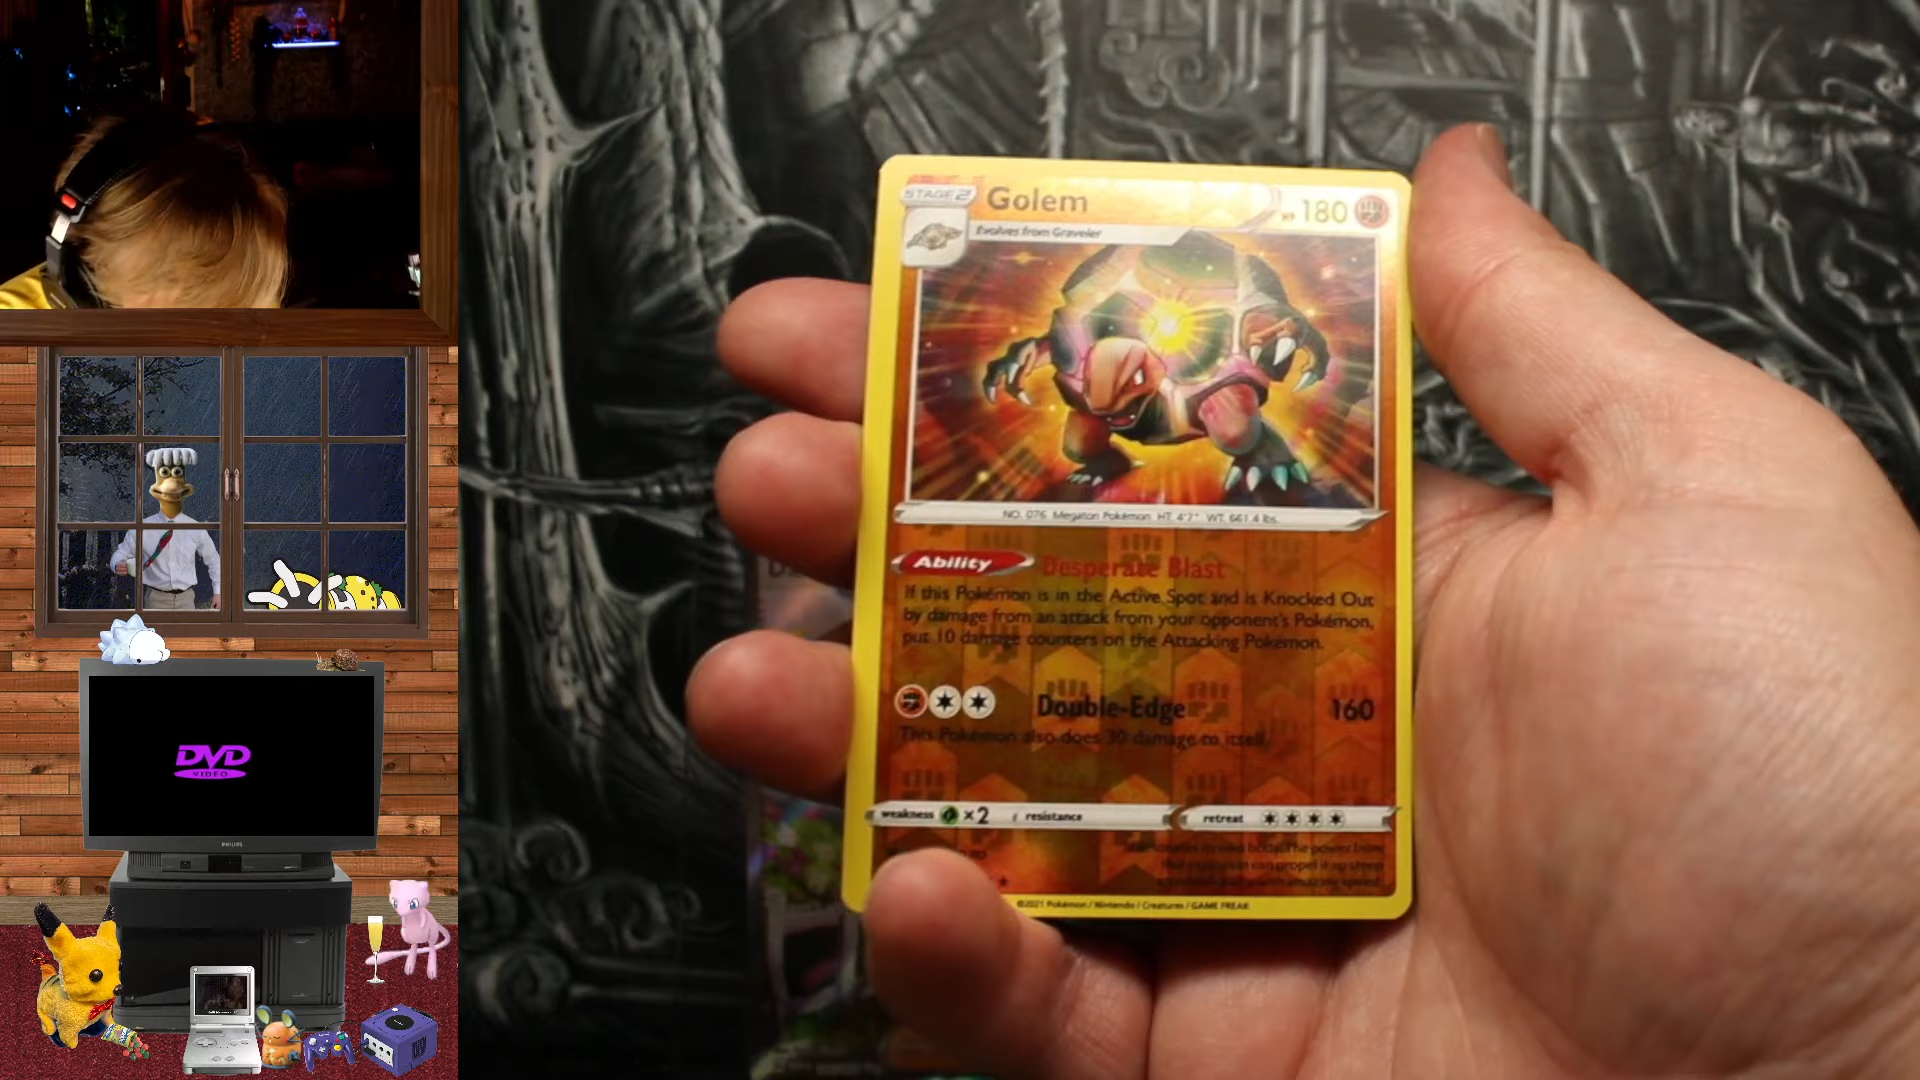 STAGE 2
Golem
HP 180
Evolves from Graveler
NO. 076 Megaton Pokémon HT: 4'7" WT: 661.4 lbs.
Ability
Desperate Blast
If this Pokémon is in the Active Spot and is Knocked Out
by damage from an attack from your opponent's Pokémon,
put 10 damage counters on the Attacking Pokémon.
Double-Edge 160
This Pokémon also does 30 damage to itself.
weakness ×2 resistance retreat
©2021 Pokémon / Nintendo / Creatures / GAME FREAK
DVD
VIDEO
PHILIPS